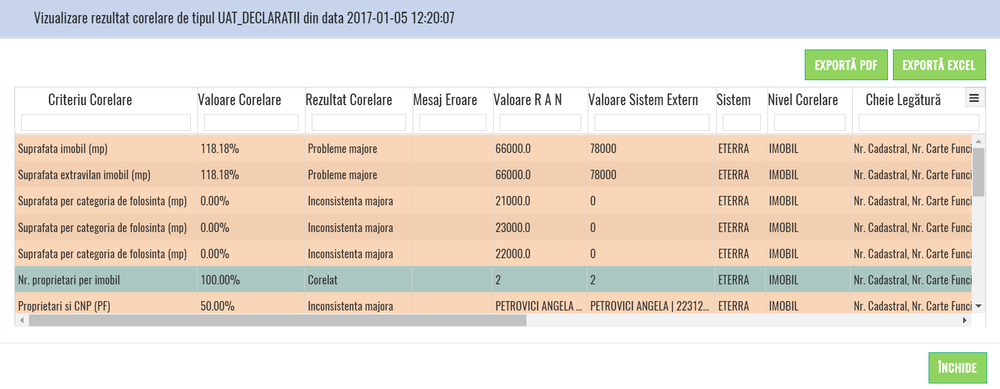 Vizualizare rezultat corelare de tipul UAT_DECLARATII din data 2017-01-05 12:20:07
EXPORTĂ PDF EXPORTĂ EXCEL
Criteriu Corelare Valoare Corelare Rezultat Corelare Mesaj Eroare Valoare R A N Valoare Sistem Extern Sistem Nivel Corelare Cheie Legătură
Suprafata imobil (mp) 118.18% Probleme majore 66000.0 78000 ETERRA IMOBIL Nr. Cadastral, Nr. Carte Funci
Suprafata extravilan imobil (mp) 118.18% Probleme majore 66000.0 78000 ETERRA IMOBIL Nr. Cadastral, Nr. Carte Funci
Suprafata per categoria de folosinta (mp) 0.00% Inconsistenta majora 21000.0 0 ETERRA IMOBIL Nr. Cadastral, Nr. Carte Funci
Suprafata per categoria de folosinta (mp) 0.00% Inconsistenta majora 23000.0 0 ETERRA IMOBIL Nr. Cadastral, Nr. Carte Funci
Suprafata per categoria de folosinta (mp) 0.00% Inconsistenta majora 22000.0 0 ETERRA IMOBIL Nr. Cadastral, Nr. Carte Funci
Nr. proprietari per imobil 100.00% Corelat 2 2 ETERRA IMOBIL Nr. Cadastral, Nr. Carte Funci
Proprietari si CNP (PF) 50.00% Inconsistenta majora PETROVICI ANGELA ... PETROVICI ANGELA | 22312... ETERRA IMOBIL Nr. Cadastral, Nr. Carte Funci
ÎNCHIDE